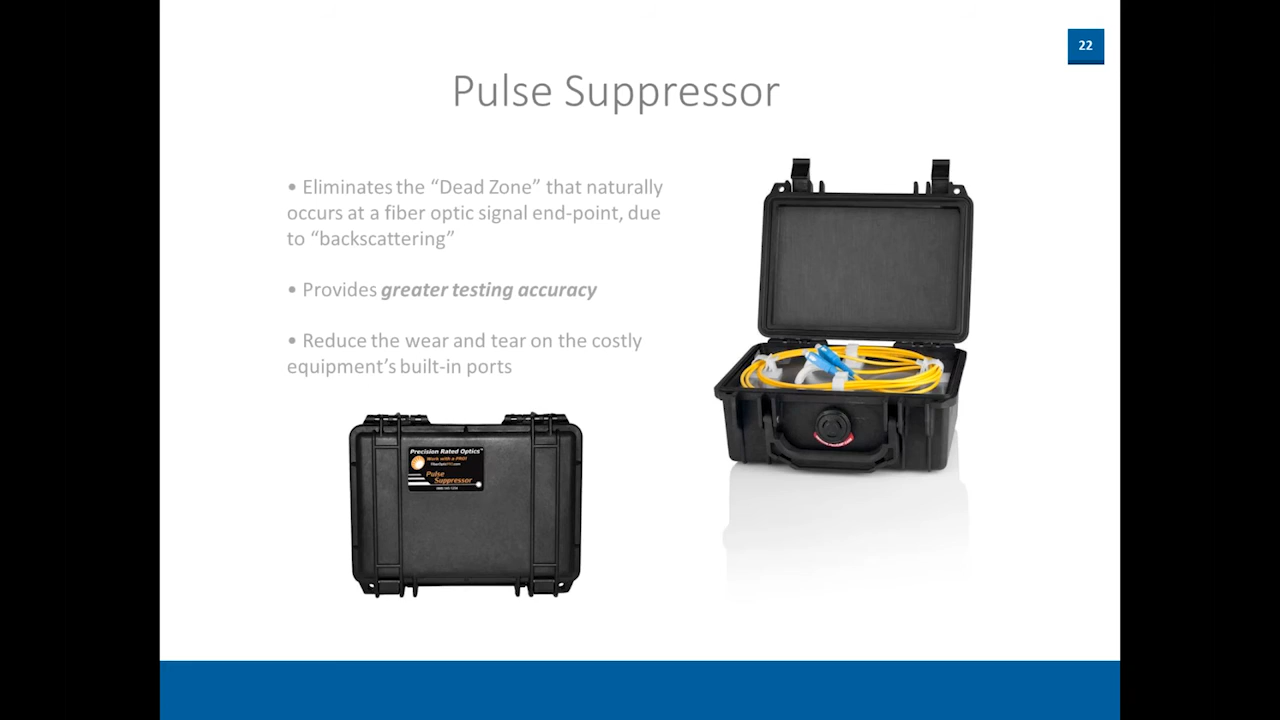 22
Pulse Suppressor
• Eliminates the “Dead Zone” that naturally
occurs at a fiber optic signal end-point, due
to “backscattering”
• Provides greater testing accuracy
• Reduce the wear and tear on the costly
equipment’s built-in ports
Precision Rated Optics™
Work with a PRO!
Pulse
Suppressor